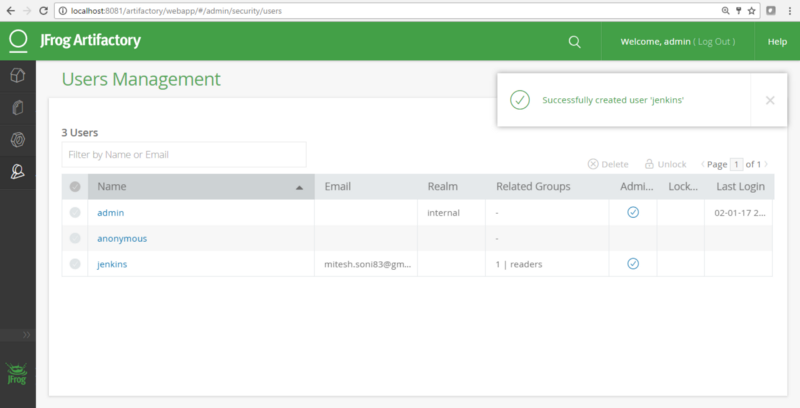 localhost:8081/artifactory/webapp/#/admin/security/users
JFrog Artifactory
Welcome, admin ( Log Out )
Help
Users Management
Successfully created user 'jenkins'
3 Users
Filter by Name or Email
Delete Unlock Page 1 of 1
Name Email Realm Related Groups Admi... Lock... Last Login
admin internal - 02-01-17 2...
anonymous -
jenkins mitesh.soni83@gm... 1 | readers
JFrog